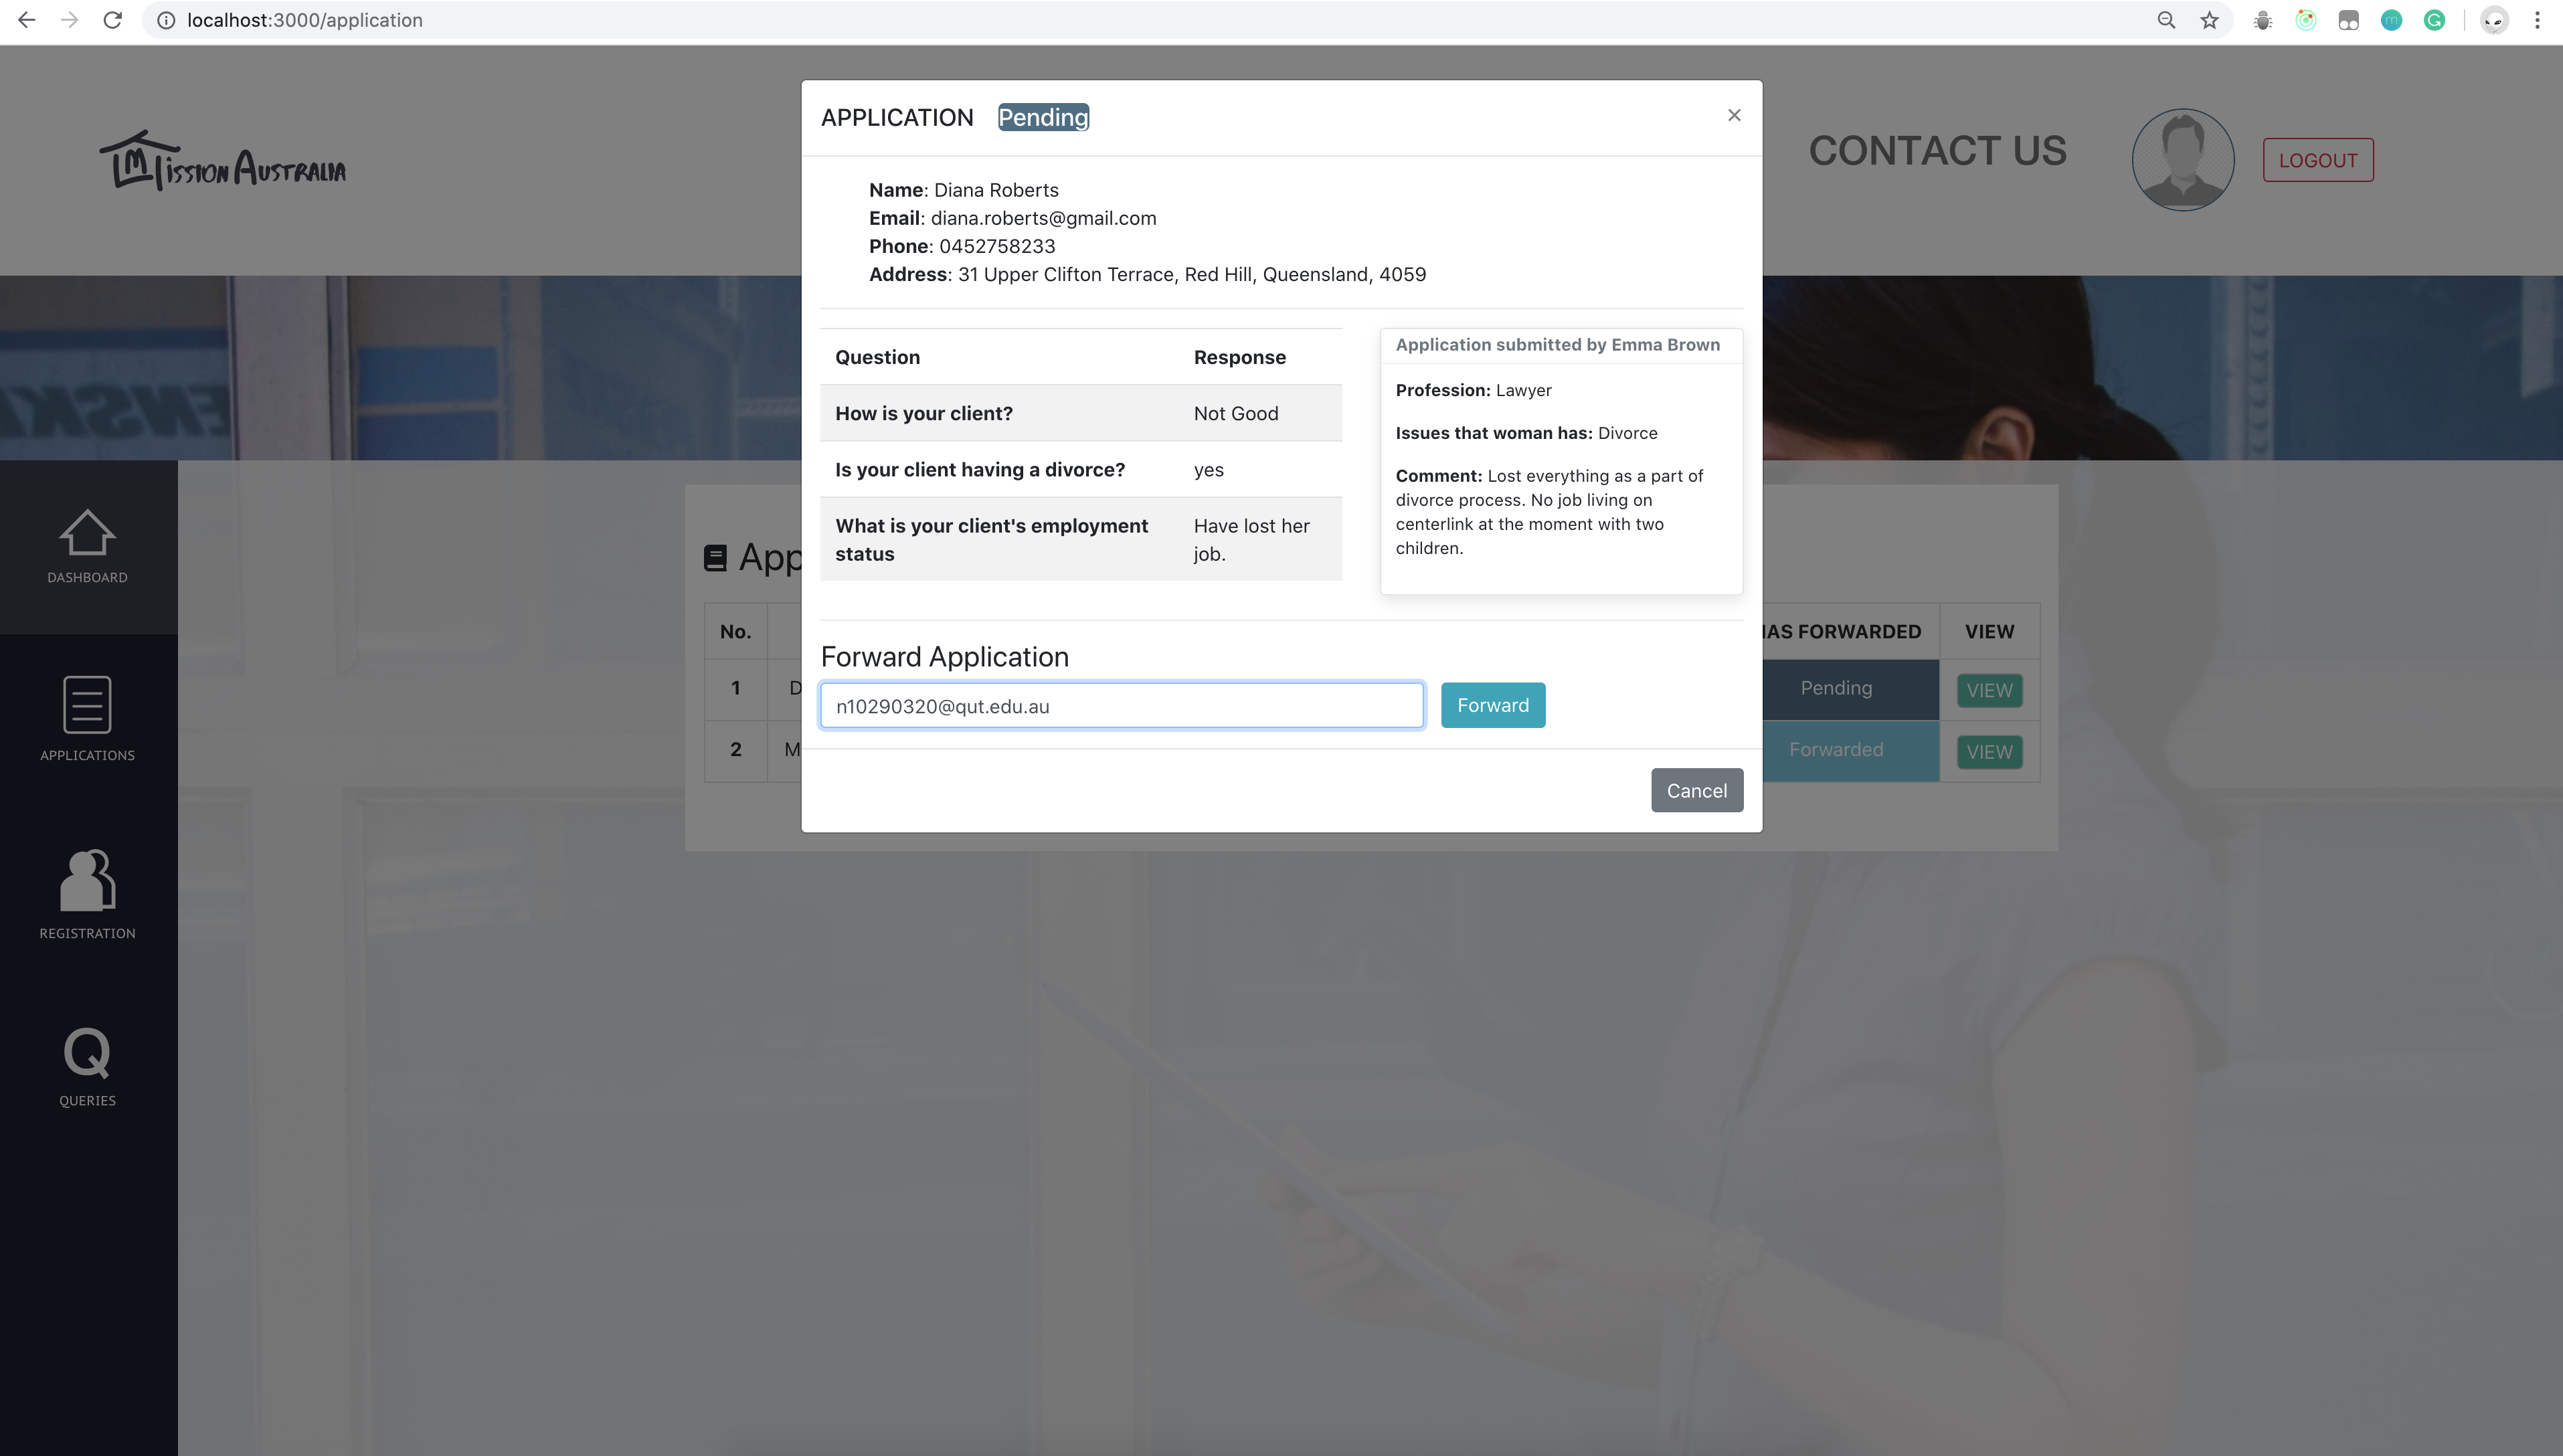 localhost:3000/application
MISSION AUSTRALIA
CONTACT US
LOGOUT
APPLICATION Pending
×
Name: Diana Roberts
Email: diana.roberts@gmail.com
Phone: 0452758233
Address: 31 Upper Clifton Terrace, Red Hill, Queensland, 4059
Question Response
How is your client? Not Good
Is your client having a divorce? yes
What is your client's employment
status
Have lost her
job.
Application submitted by Emma Brown
Profession: Lawyer
Issues that woman has: Divorce
Comment: Lost everything as a part of
divorce process. No job living on
centerlink at the moment with two
children.
Forward Application
n10290320@qut.edu.au Forward
Cancel
DASHBOARD
APPLICATIONS
REGISTRATION
Q
QUERIES
App
No. AS FORWARDED VIEW
1 D Pending VIEW
2 M Forwarded VIEW